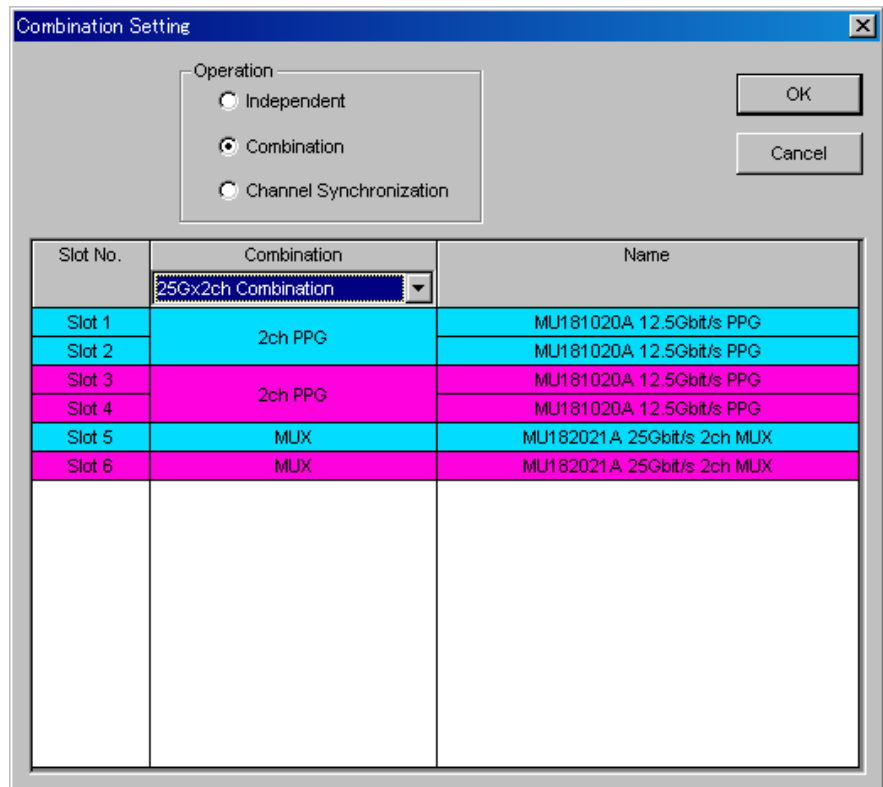 Combination Setting
Operation
Independent
Combination
Channel Synchronization
OK
Cancel
Slot No. Combination Name
25Gx2ch Combination
Slot 1 2ch PPG MU181020A 12.5Gbit/s PPG
Slot 2 MU181020A 12.5Gbit/s PPG
Slot 3 2ch PPG MU181020A 12.5Gbit/s PPG
Slot 4 MU181020A 12.5Gbit/s PPG
Slot 5 MUX MU182021A 25Gbit/s 2ch MUX
Slot 6 MUX MU182021A 25Gbit/s 2ch MUX